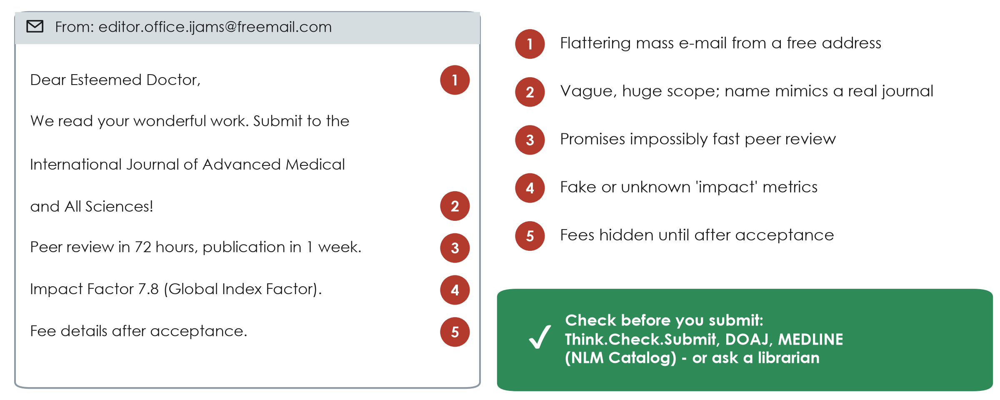 From: editor.office.ijams@freemail.com
Dear Esteemed Doctor,
1
We read your wonderful work. Submit to the
International Journal of Advanced Medical
and All Sciences!
2
Peer review in 72 hours, publication in 1 week.
3
Impact Factor 7.8 (Global Index Factor).
4
Fee details after acceptance.
5
1
Flattering mass e-mail from a free address
2
Vague, huge scope; name mimics a real journal
3
Promises impossibly fast peer review
4
Fake or unknown 'impact' metrics
5
Fees hidden until after acceptance
Check before you submit:
Think.Check.Submit, DOAJ, MEDLINE
(NLM Catalog) - or ask a librarian